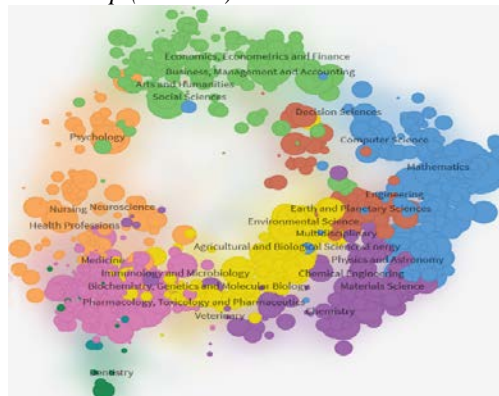 Economics, Econometrics and Finance
Business, Management and Accounting
Arts and Humanities
Social Sciences
Decision Sciences
Psychology
Computer Science
Mathematics
Engineering
Nursing
Neuroscience
Earth and Planetary Sciences
Health Professions
Environmental Science
Multidisciplinary
Agricultural and Biological Sciences
nergy
Medicine
Physics and Astronomy
Immunology and Microbiology
Chemical Engineering
Biochemistry, Genetics and Molecular Biology
Materials Science
Pharmacology, Toxicology and Pharmaceutics
Chemistry
Veterinary
Dentistry